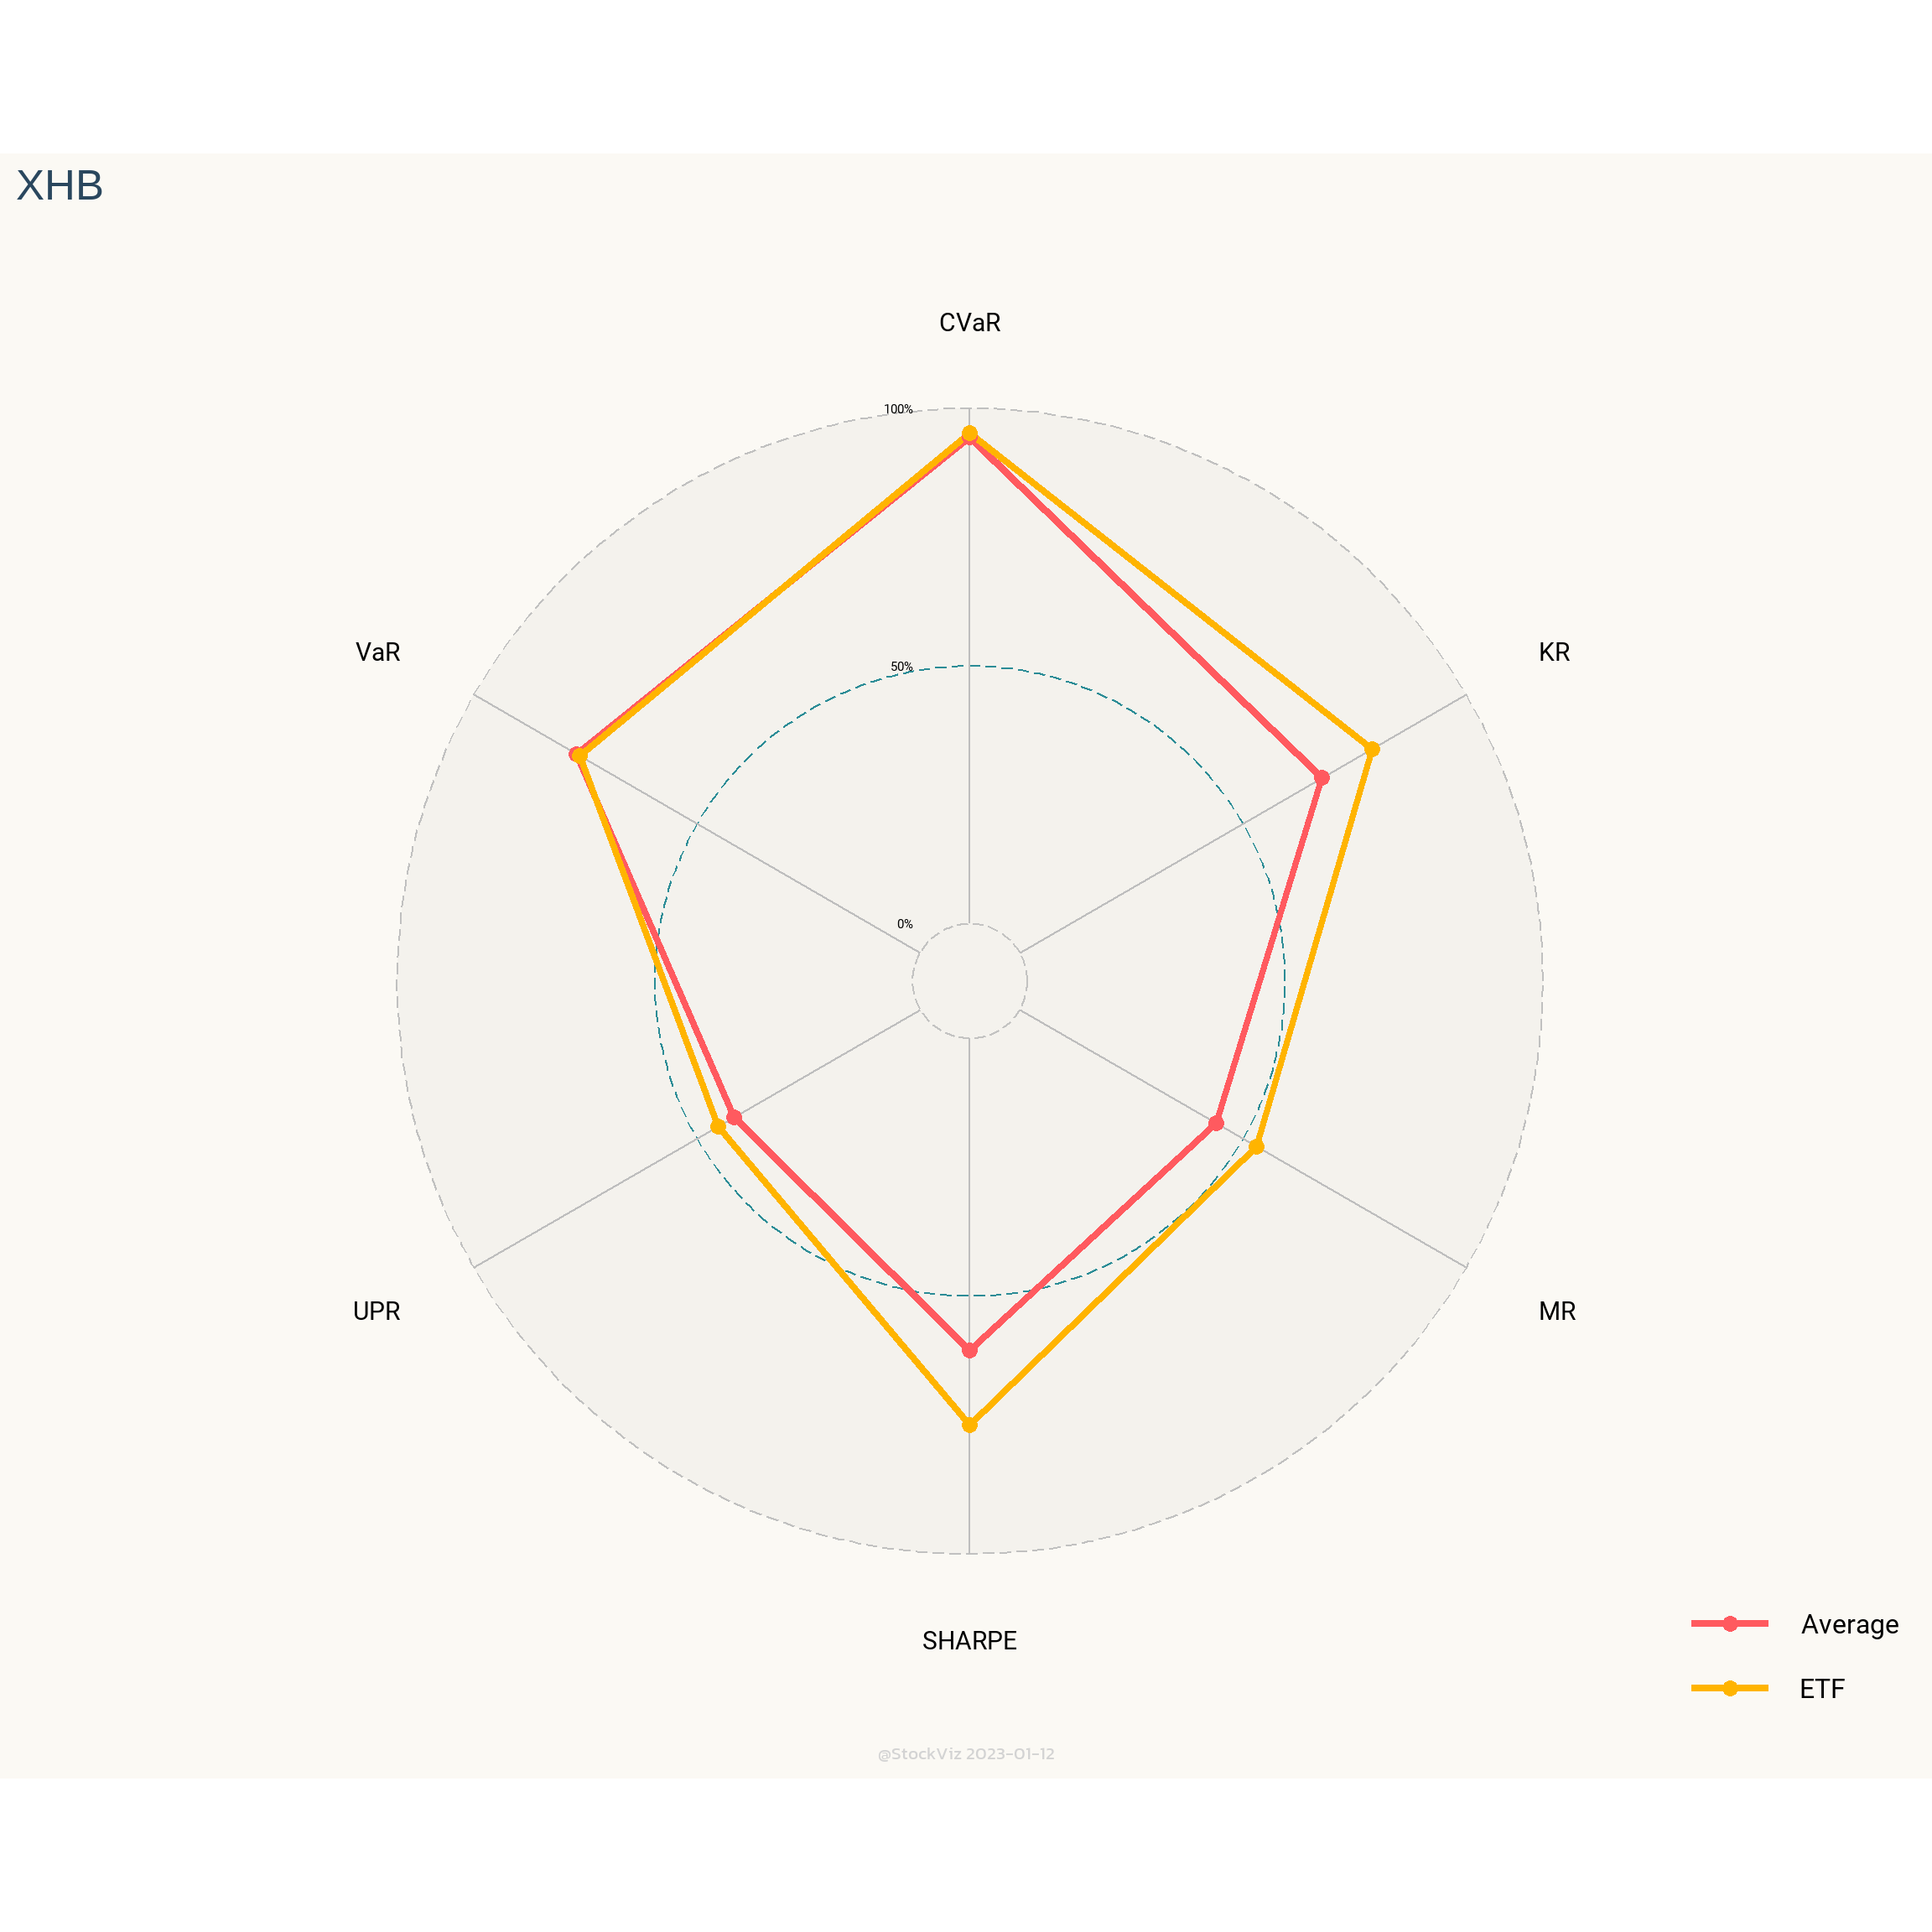 XHB
CVaR
100%
VaR
KR
50%
0%
UPR
MR
SHARPE
Average
ETF
@StockViz 2023-01-12